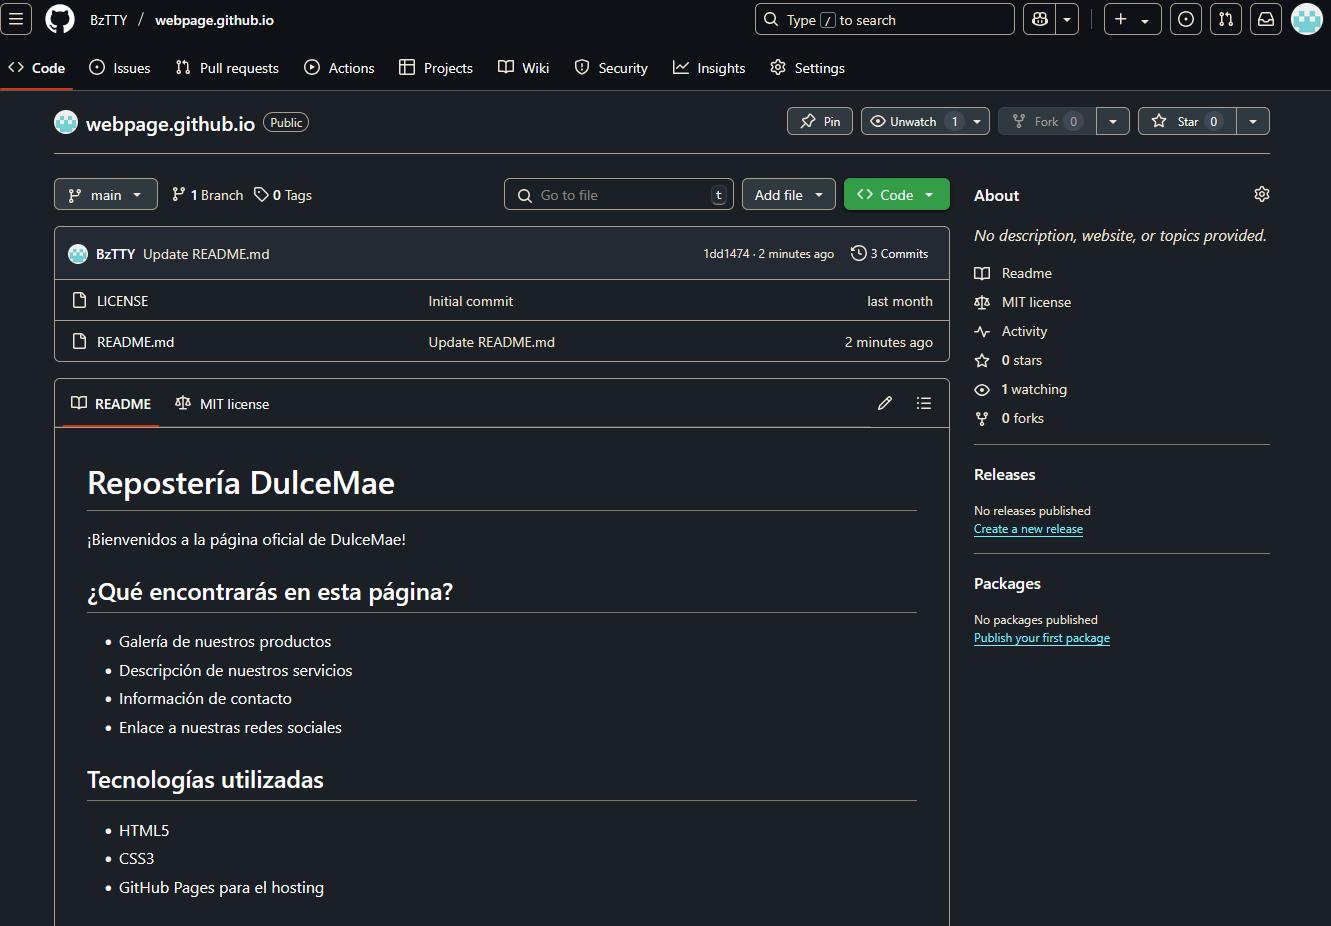 BzTTY / webpage.github.io
Type / to search
Code Issues Pull requests Actions Projects Wiki Security Insights Settings
webpage.github.io Public
Pin Unwatch 1 Fork 0 Star 0
main 1 Branch 0 Tags
Go to file t Add file Code
BzTTY Update README.md 1dd1474 · 2 minutes ago 3 Commits
LICENSE Initial commit last month
README.md Update README.md 2 minutes ago
README MIT license
Repostería DulceMae
¡Bienvenidos a la página oficial de DulceMae!
¿Qué encontrarás en esta página?
• Galería de nuestros productos
• Descripción de nuestros servicios
• Información de contacto
• Enlace a nuestras redes sociales
Tecnologías utilizadas
• HTML5
• CSS3
• GitHub Pages para el hosting
About
No description, website, or topics provided.
Readme
MIT license
Activity
0 stars
1 watching
0 forks
Releases
No releases published
Create a new release
Packages
No packages published
Publish your first package